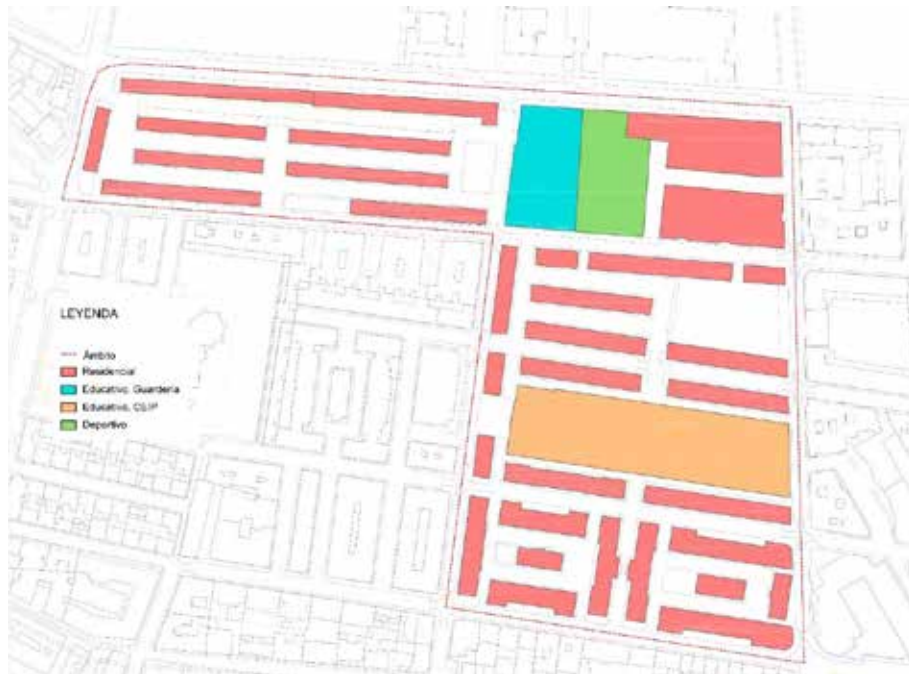 LEYENDA
Ámbito
Residencial
Educativo, Guardería
Educativo, CEIP
Deportivo